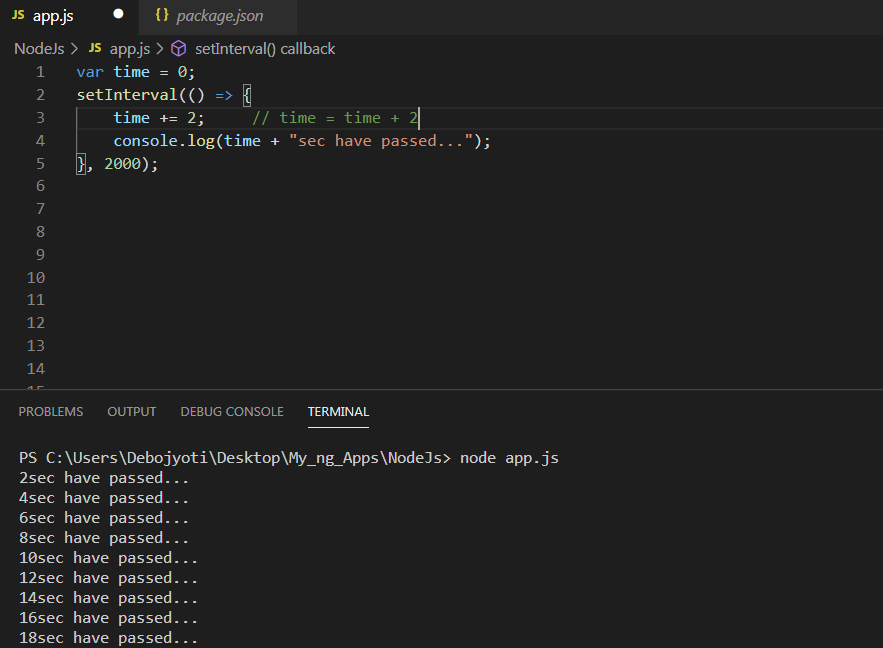 JS app.js ● {} package.json
NodeJs > JS app.js > setInterval() callback
1 var time = 0;
2 setInterval(() => {
3 time += 2; // time = time + 2
4 console.log(time + "sec have passed...");
5 }, 2000);
6
7
8
9
10
11
12
13
14
15
PROBLEMS OUTPUT DEBUG CONSOLE TERMINAL
PS C:\Users\Debojyoti\Desktop\My_ng_Apps\NodeJs> node app.js
2sec have passed...
4sec have passed...
6sec have passed...
8sec have passed...
10sec have passed...
12sec have passed...
14sec have passed...
16sec have passed...
18sec have passed...